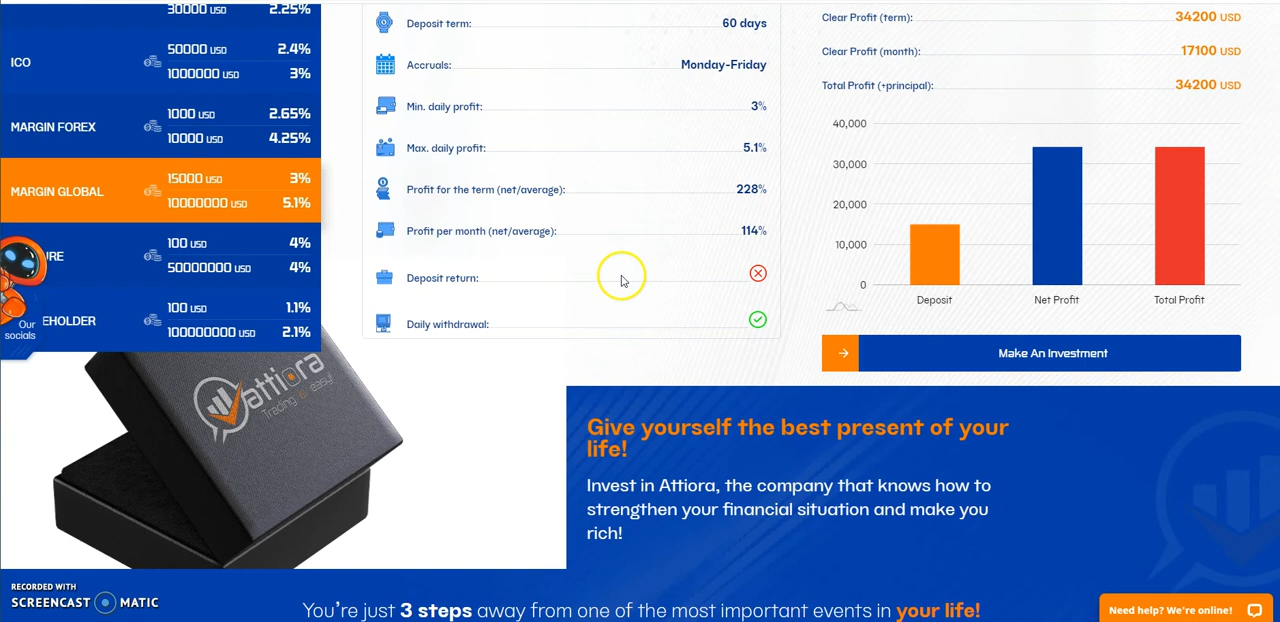 30000 USD 2.25%
ICO
50000 USD 2.4%
1000000 USD 3%
MARGIN FOREX
1000 USD 2.65%
10000 USD 4.25%
MARGIN GLOBAL
15000 USD 3%
10000000 USD 5.1%
URE
100 USD 4%
50000000 USD 4%
EHOLDER
100 USD 1.1%
100000000 USD 2.1%
Our
socials
Deposit term: 60 days
Accruals: Monday-Friday
Min. daily profit: 3%
Max. daily profit: 5.1%
Profit for the term (net/average): 228%
Profit per month (net/average): 114%
Deposit return:
Daily withdrawal:
Clear Profit (term): 34200 USD
Clear Profit (month): 17100 USD
Total Profit (+principal): 34200 USD
40,000
30,000
20,000
10,000
0
Deposit Net Profit Total Profit
Make An Investment
attiora
Trading is easy!
Give yourself the best present of your
life!
Invest in Attiora, the company that knows how to
strengthen your financial situation and make you
rich!
RECORDED WITH
SCREENCAST MATIC
You're just 3 steps away from one of the most important events in your life!
Need help? We're online!